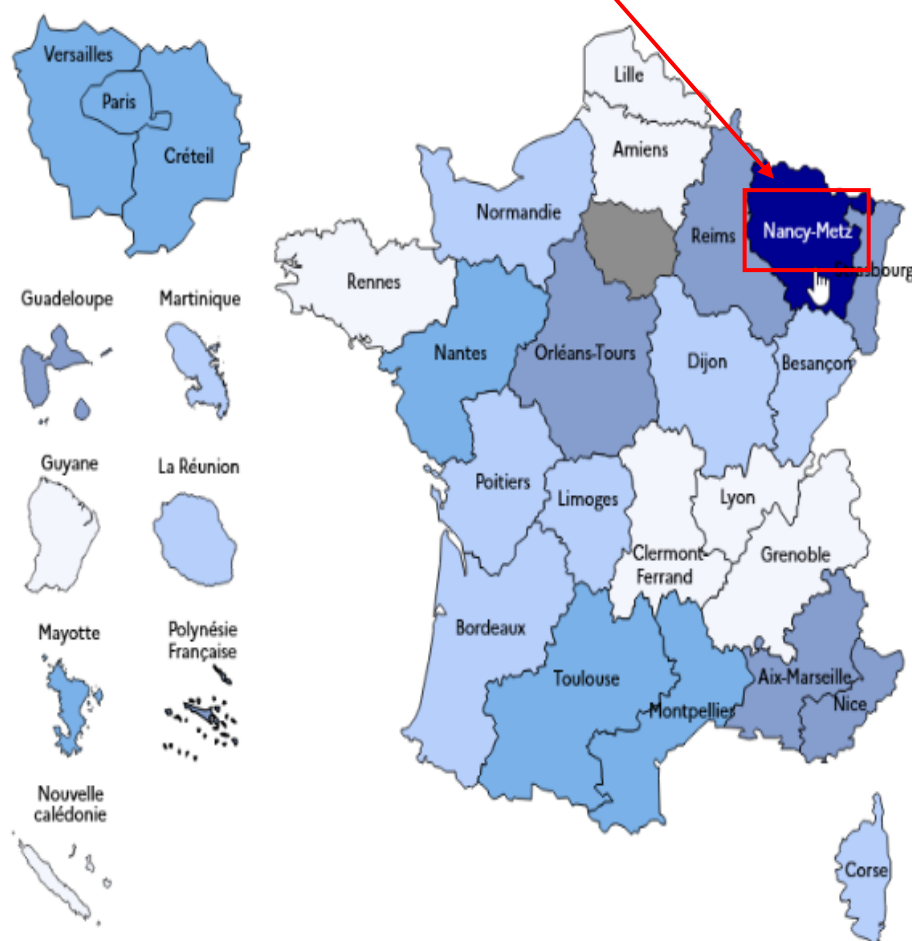 Versailles
Paris
Créteil
Lille
Amiens
Normandie
Reims
Nancy-Metz
Strasbourg
Rennes
Guadeloupe
Martinique
Nantes
Orléans-Tours
Dijon
Besançon
Guyane
La Réunion
Poitiers
Limoges
Lyon
Clermont-
Ferrand
Grenoble
Mayotte
Polynésie
Française
Bordeaux
Toulouse
Montpellier
Aix-Marseille
Nice
Nouvelle
calédonie
Corse